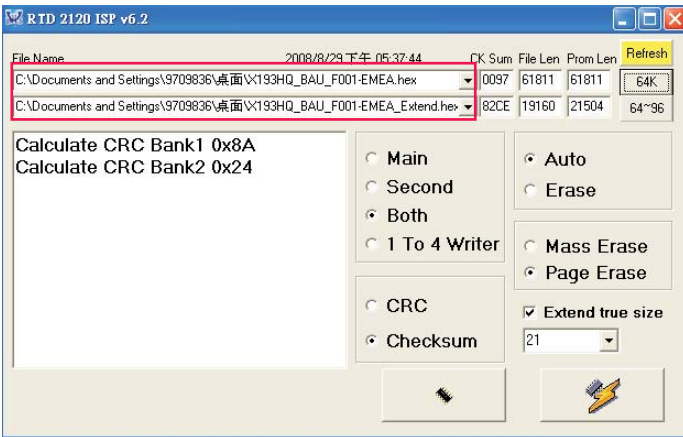 RTD 2120 ISP v6.2
File Name 2008/8/29 下午 05:37:44 CK Sum File Len Prom Len Refresh
C:\Documents and Settings\9709836\桌面\X193HQ_BAU_F001-EMEA.hex 0097 61811 61811 64K
C:\Documents and Settings\9709836\桌面\X193HQ_BAU_F001-EMEA_Extend.hex 82CE 19160 21504 64~96
Calculate CRC Bank1 0x8A
Calculate CRC Bank2 0x24
Main
Second
Both
1 To 4 Writer
Auto
Erase
Mass Erase
Page Erase
CRC
Checksum
Extend true size
21